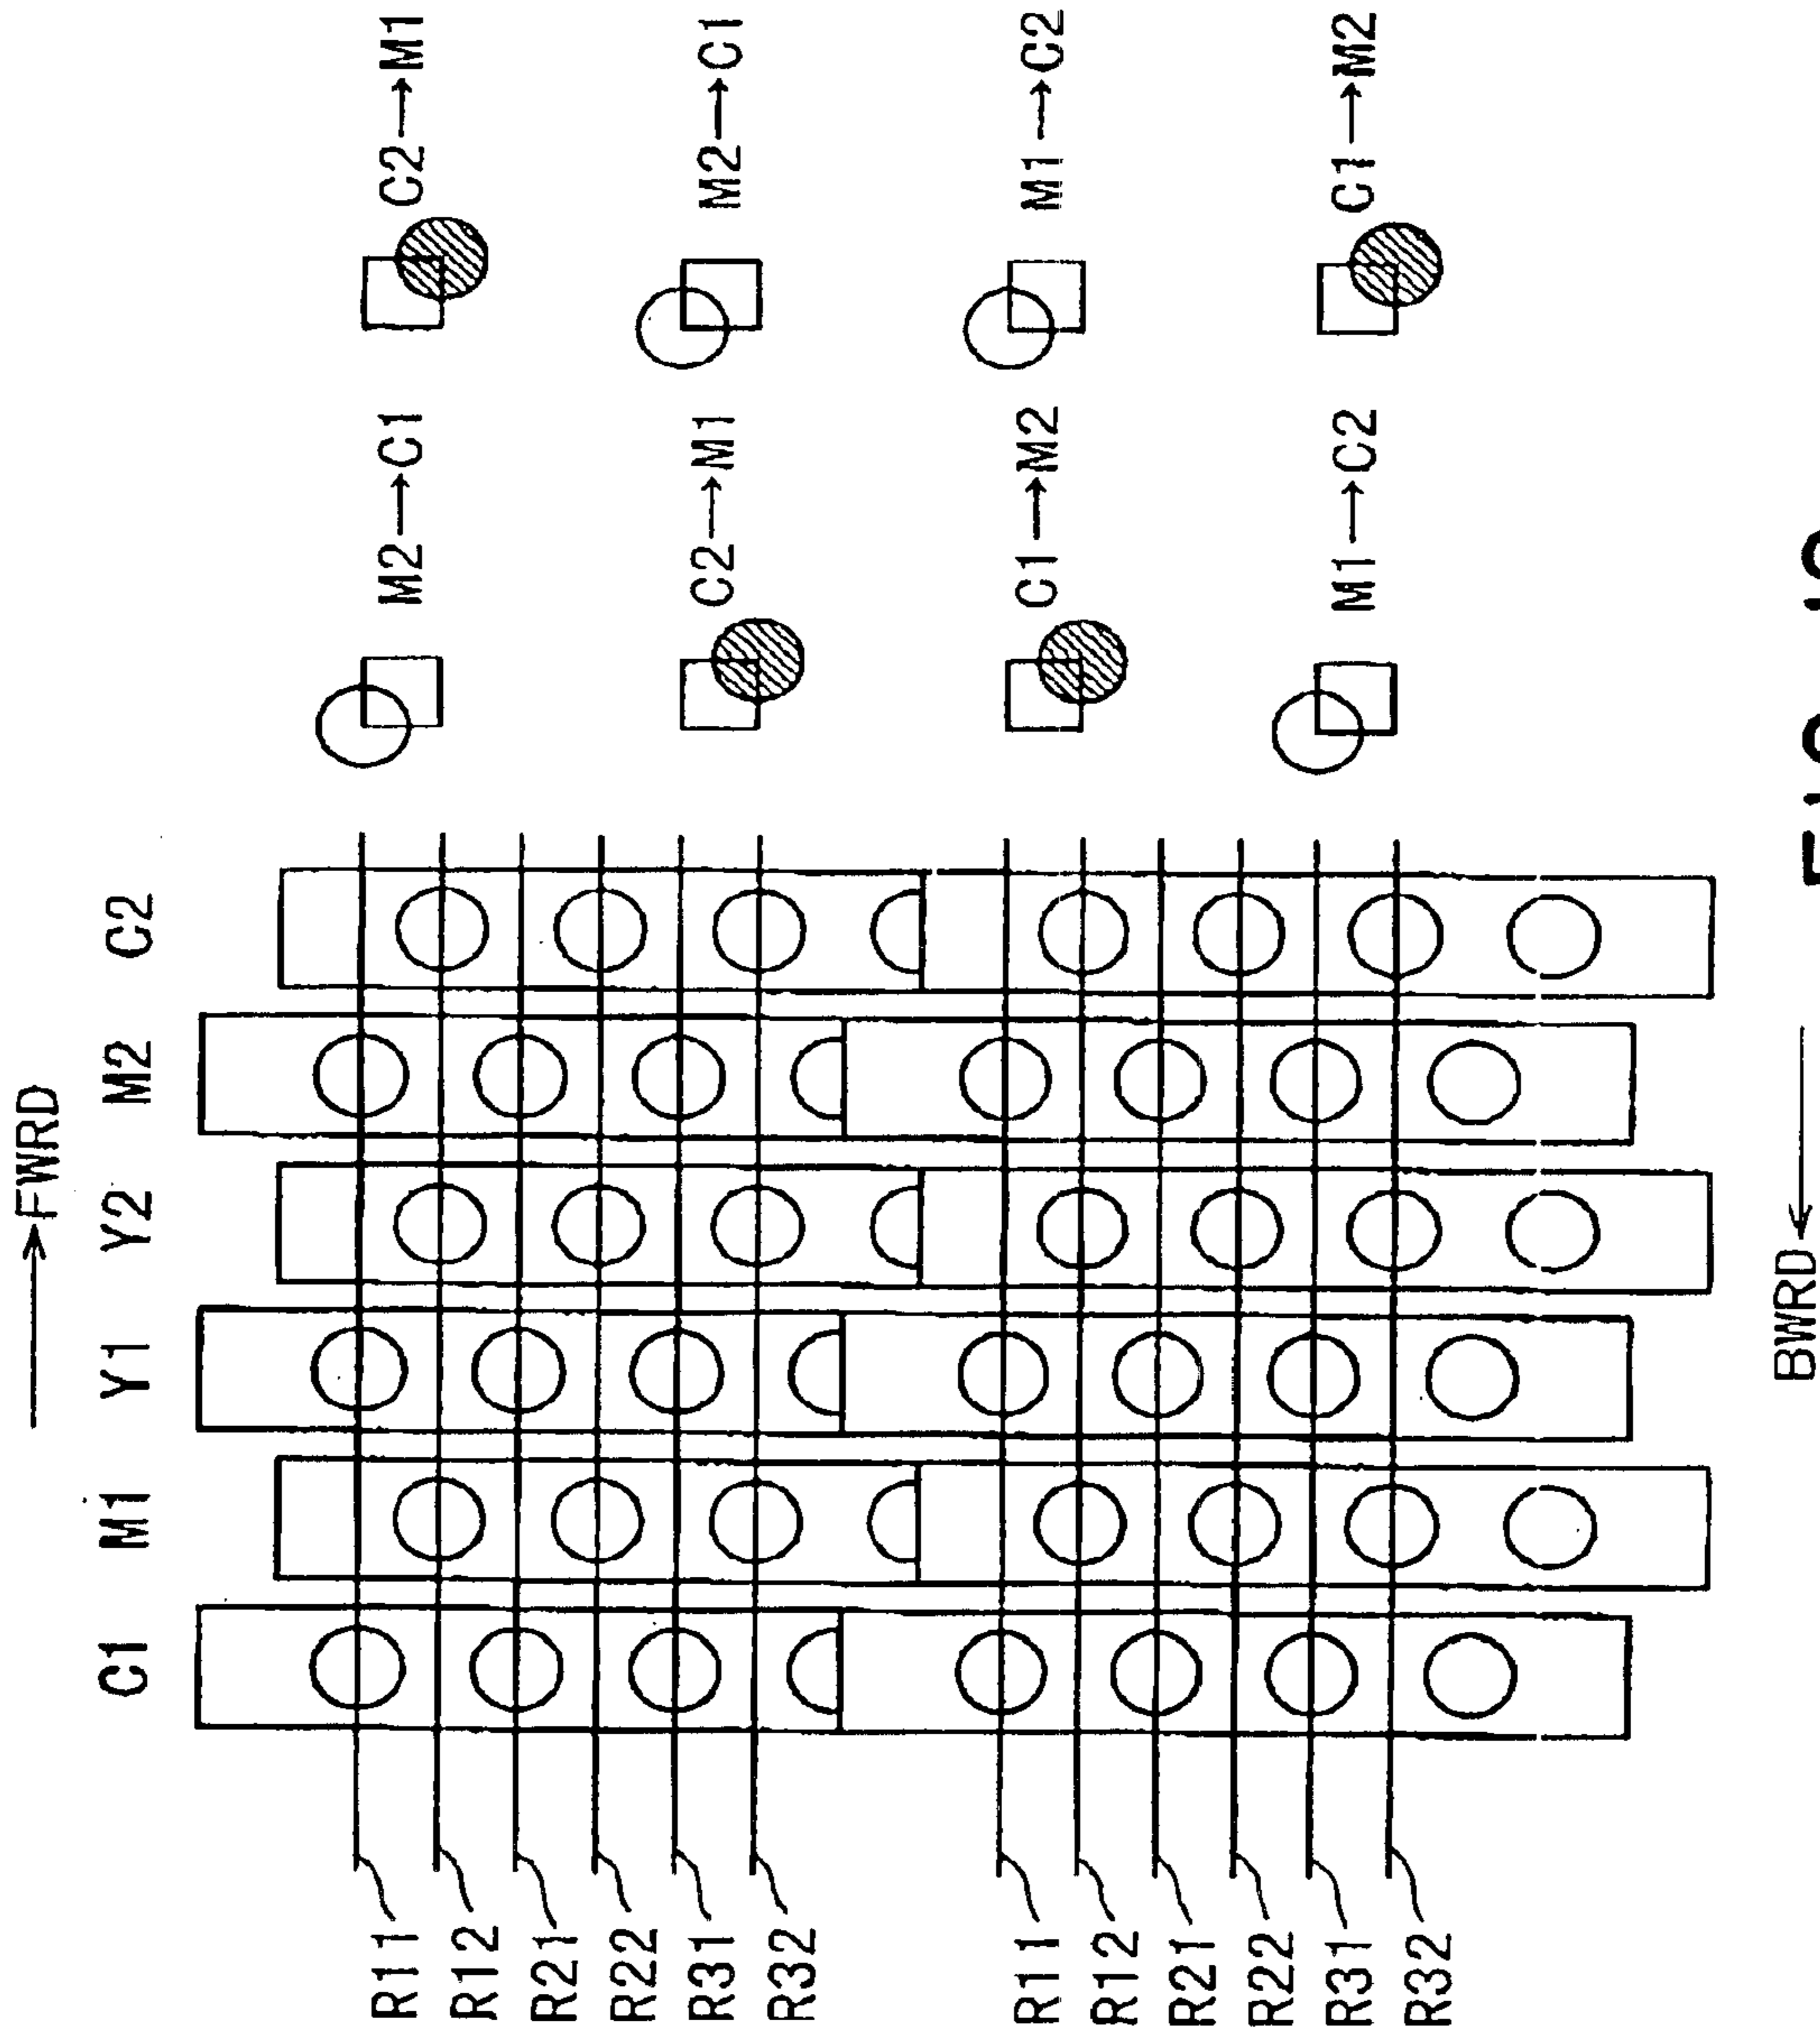 →FWRD
C1 M1 Y1 Y2 M2 C2
R11 M2→C1 C2→M1
R12
R21
R22
R31 C2→M1 M2→C1
R32
R11 C1→M2 M1→C2
R12
R21
R22
R31 M1→C2 C1→M2
R32
BWRD←